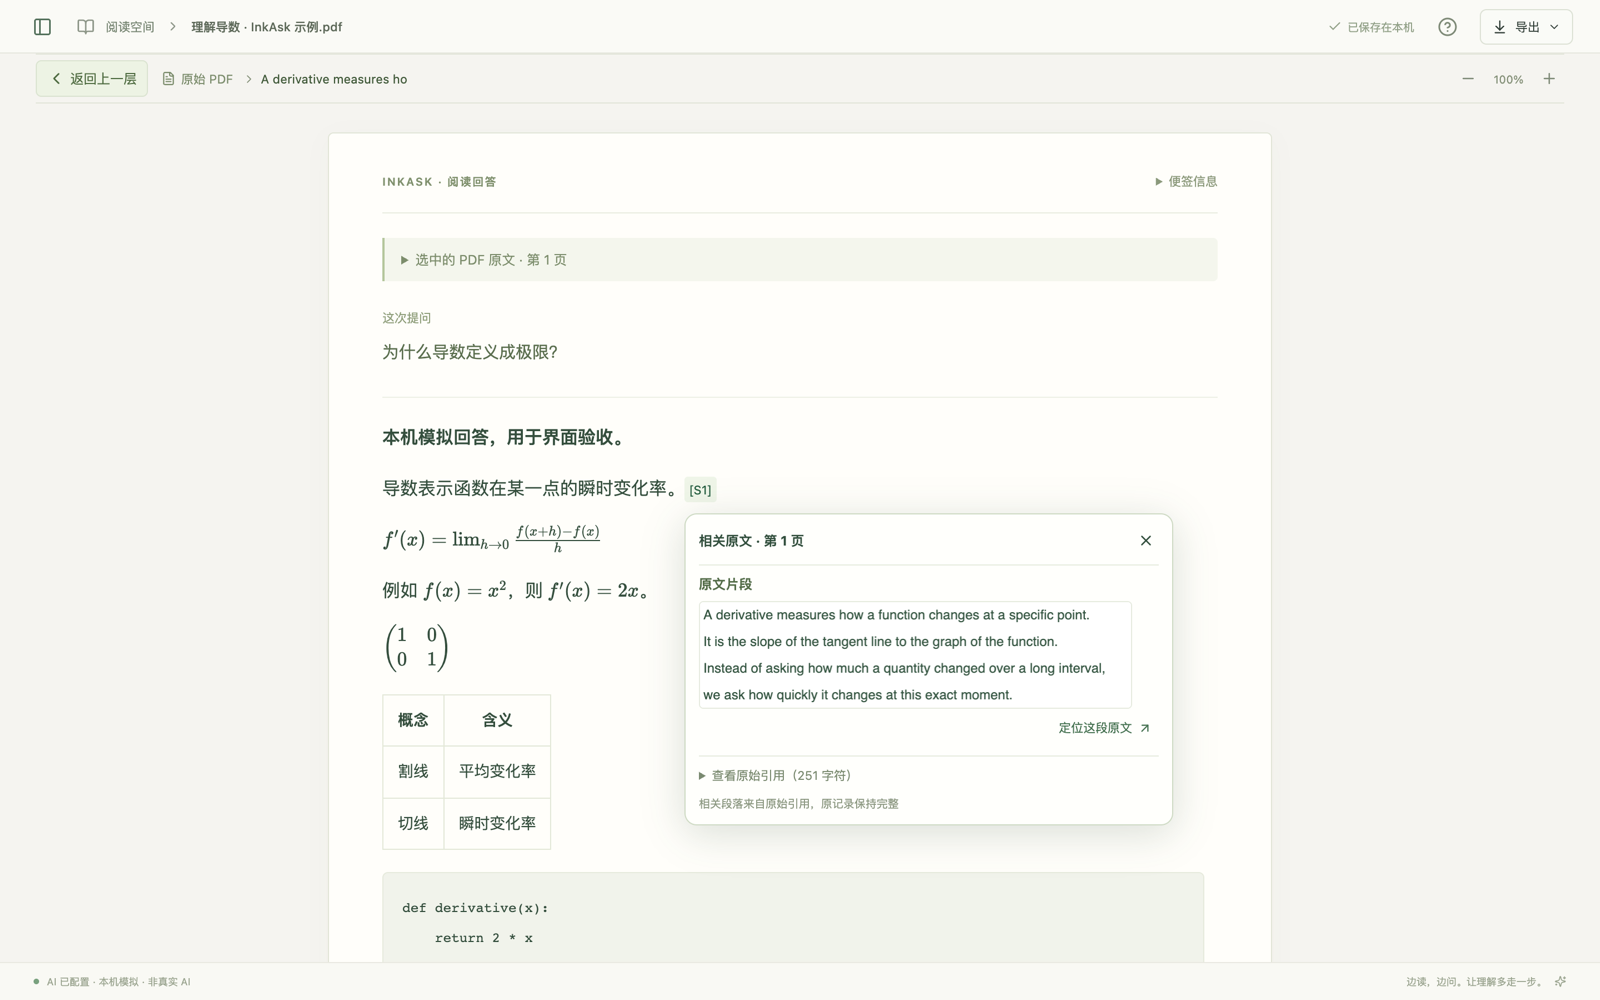 阅读空间 > 理解导数 · InkAsk 示例.pdf
已保存在本机
导出
返回上一层
原始 PDF > A derivative measures ho
— 100% +
INKASK · 阅读回答
▶ 便签信息
▶ 选中的 PDF 原文 · 第 1 页
这次提问
为什么导数定义成极限?
本机模拟回答，用于界面验收。
导数表示函数在某一点的瞬时变化率。 [S1]
f′(x) = lim_{h→0} \frac{f(x+h)−f(x)}{h}
例如 f(x) = x²，则 f′(x) = 2x。
(1 0
0 1)
概念 含义
割线 平均变化率
切线 瞬时变化率
def derivative(x):
    return 2 * x
相关原文 · 第 1 页
原文片段
A derivative measures how a function changes at a specific point.
It is the slope of the tangent line to the graph of the function.
Instead of asking how much a quantity changed over a long interval,
we ask how quickly it changes at this exact moment.
定位这段原文 ↗
▶ 查看原始引用（251 字符）
相关段落来自原始引用，原记录保持完整
AI 已配置 · 本机模拟 · 非真实 AI
边读，边问。让理解多走一步。